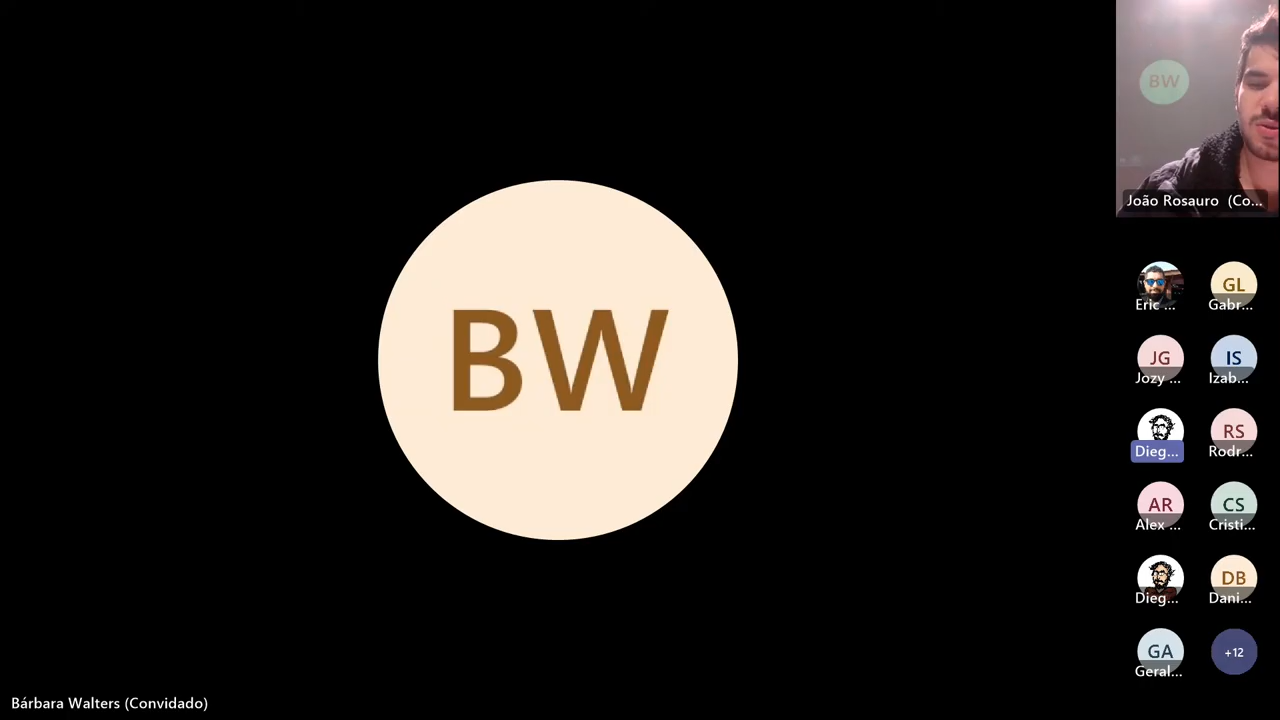 BW
Bárbara Walters (Convidado)
BW
João Rosauro (Co...
Eric ...
GL
Gabr...
JG
Jozy ...
IS
Izab...
Dieg...
RS
Rodr...
AR
Alex ...
CS
Cristi...
Dieg...
DB
Dani...
GA
Geral...
+12